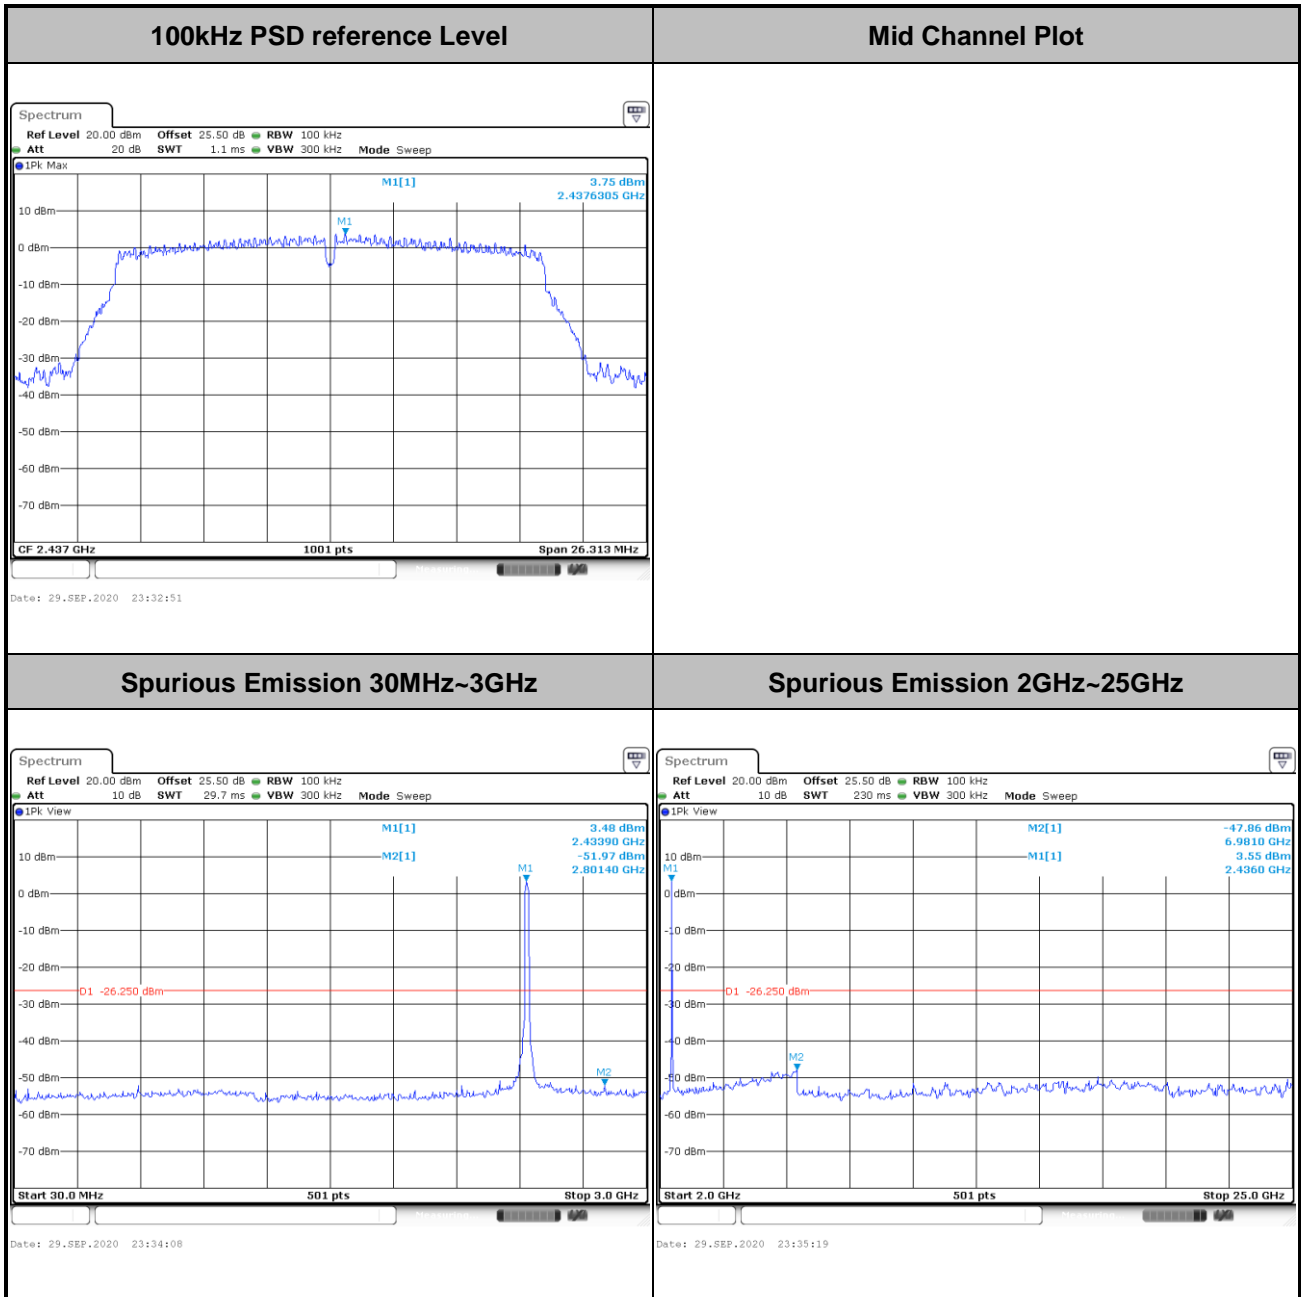 100kHz PSD reference Level
Mid Channel Plot
Spectrum
Ref Level 20.00 dBm Offset 25.50 dB RBW 100 kHz
Att 20 dB SWT 1.1 ms VBW 300 kHz Mode Sweep
1Pk Max
M1[1] 3.75 dBm
2.4376305 GHz
10 dBm
M1
0 dBm
-10 dBm
-20 dBm
-30 dBm
-40 dBm
-50 dBm
-60 dBm
-70 dBm
CF 2.437 GHz 1001 pts Span 26.313 MHz
Date: 29.SEP.2020 23:32:51
Spurious Emission 30MHz~3GHz
Spurious Emission 2GHz~25GHz
Spectrum
Ref Level 20.00 dBm Offset 25.50 dB RBW 100 kHz
Att 10 dB SWT 29.7 ms VBW 300 kHz Mode Sweep
1Pk View
M1[1] 3.48 dBm
2.43390 GHz
10 dBm M2[1] -51.97 dBm
M1 2.80140 GHz
0 dBm
-10 dBm
-20 dBm
D1 -26.250 dBm
-30 dBm
-40 dBm
-50 dBm
M2
-60 dBm
-70 dBm
Start 30.0 MHz 501 pts Stop 3.0 GHz
Date: 29.SEP.2020 23:34:08
Spectrum
Ref Level 20.00 dBm Offset 25.50 dB RBW 100 kHz
Att 10 dB SWT 230 ms VBW 300 kHz Mode Sweep
1Pk View
M2[1] -47.86 dBm
6.9810 GHz
10 dBm M1[1] 3.55 dBm
M1 2.4360 GHz
0 dBm
-10 dBm
-20 dBm
D1 -26.250 dBm
-30 dBm
-40 dBm
M2
-50 dBm
-60 dBm
-70 dBm
Start 2.0 GHz 501 pts Stop 25.0 GHz
Date: 29.SEP.2020 23:35:19